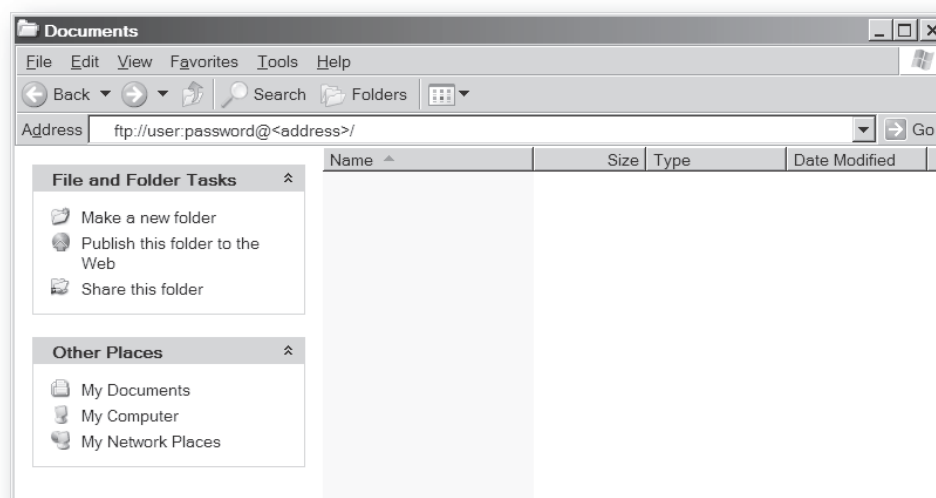 Documents
File Edit View Favorites Tools Help
Back Search Folders
Address ftp://user:password@<address>/ Go
Name Size Type Date Modified
File and Folder Tasks
Make a new folder
Publish this folder to the
Web
Share this folder
Other Places
My Documents
My Computer
My Network Places